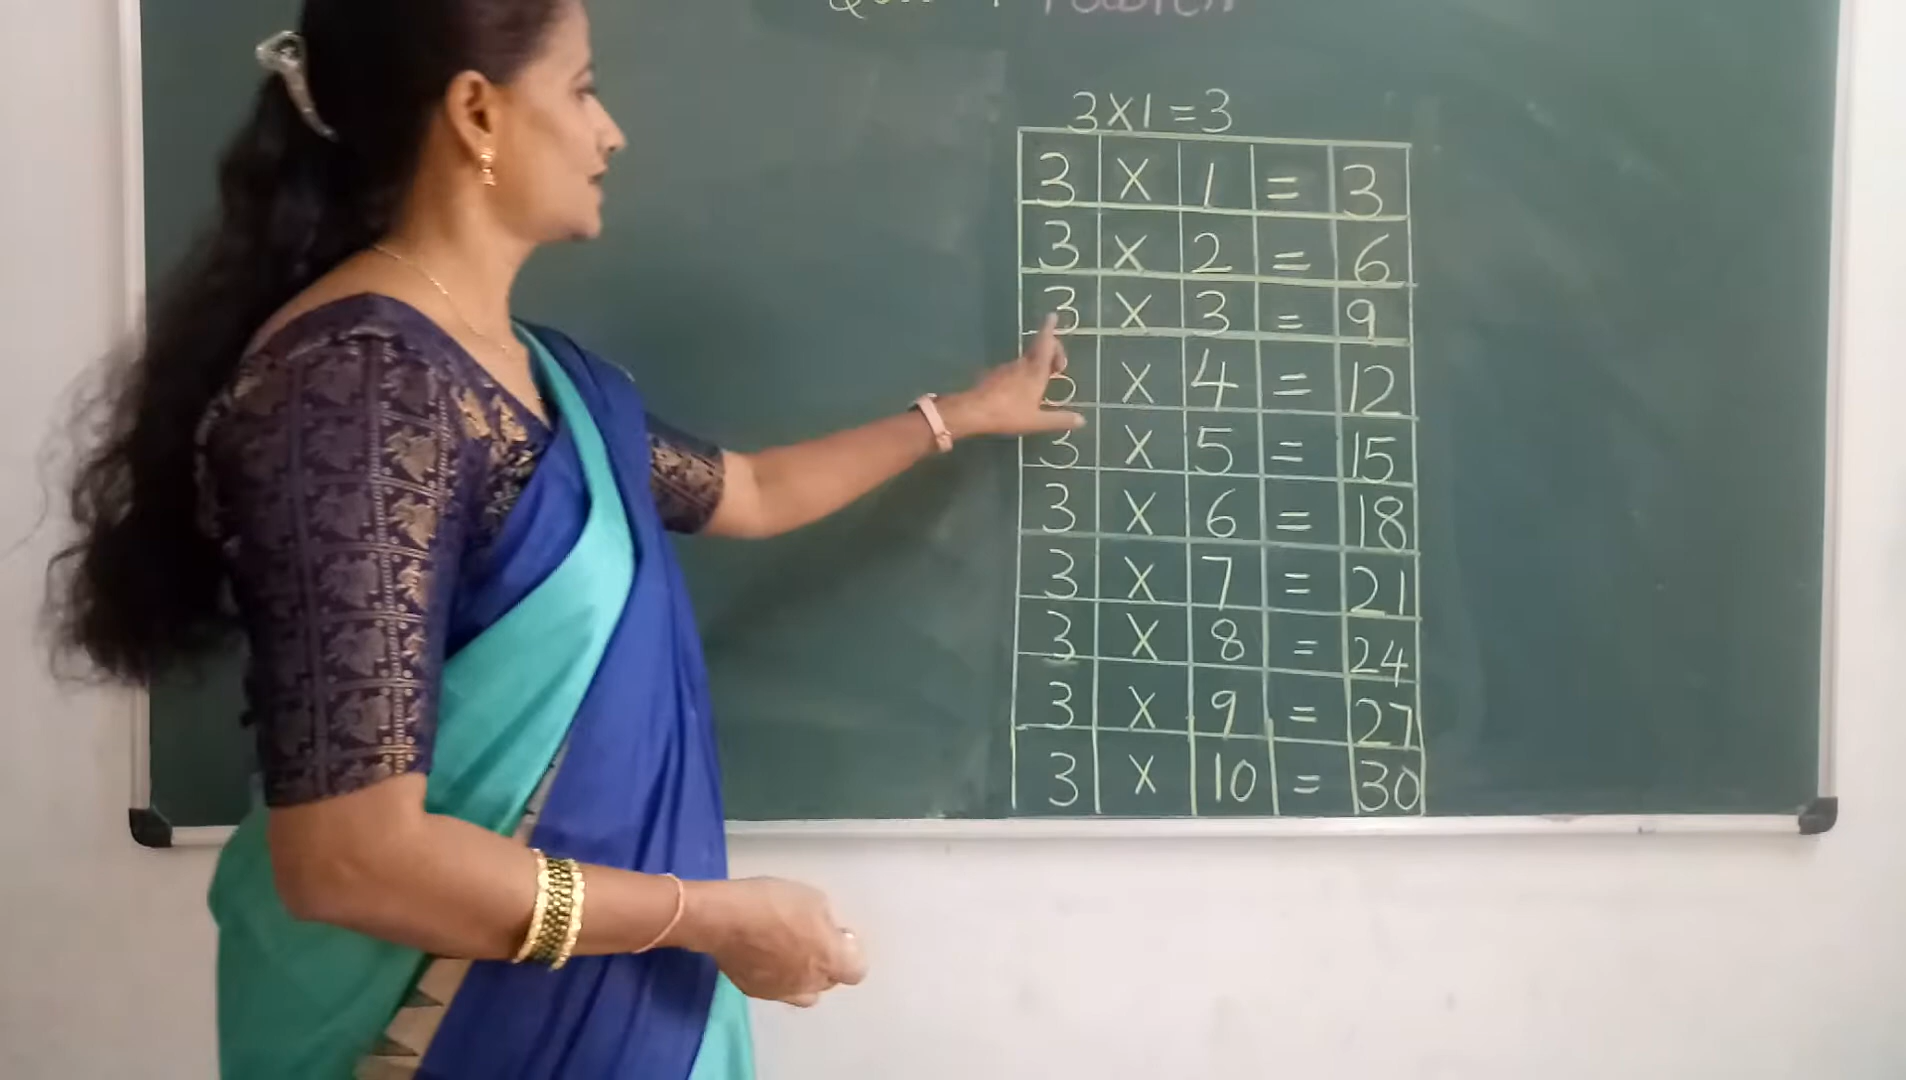 3X1=3
3 X 1 = 3
3 X 2 = 6
3 X 3 = 9
3 X 4 = 12
3 X 5 = 15
3 X 6 = 18
3 X 7 = 21
3 X 8 = 24
3 X 9 = 27
3 X 10 = 30